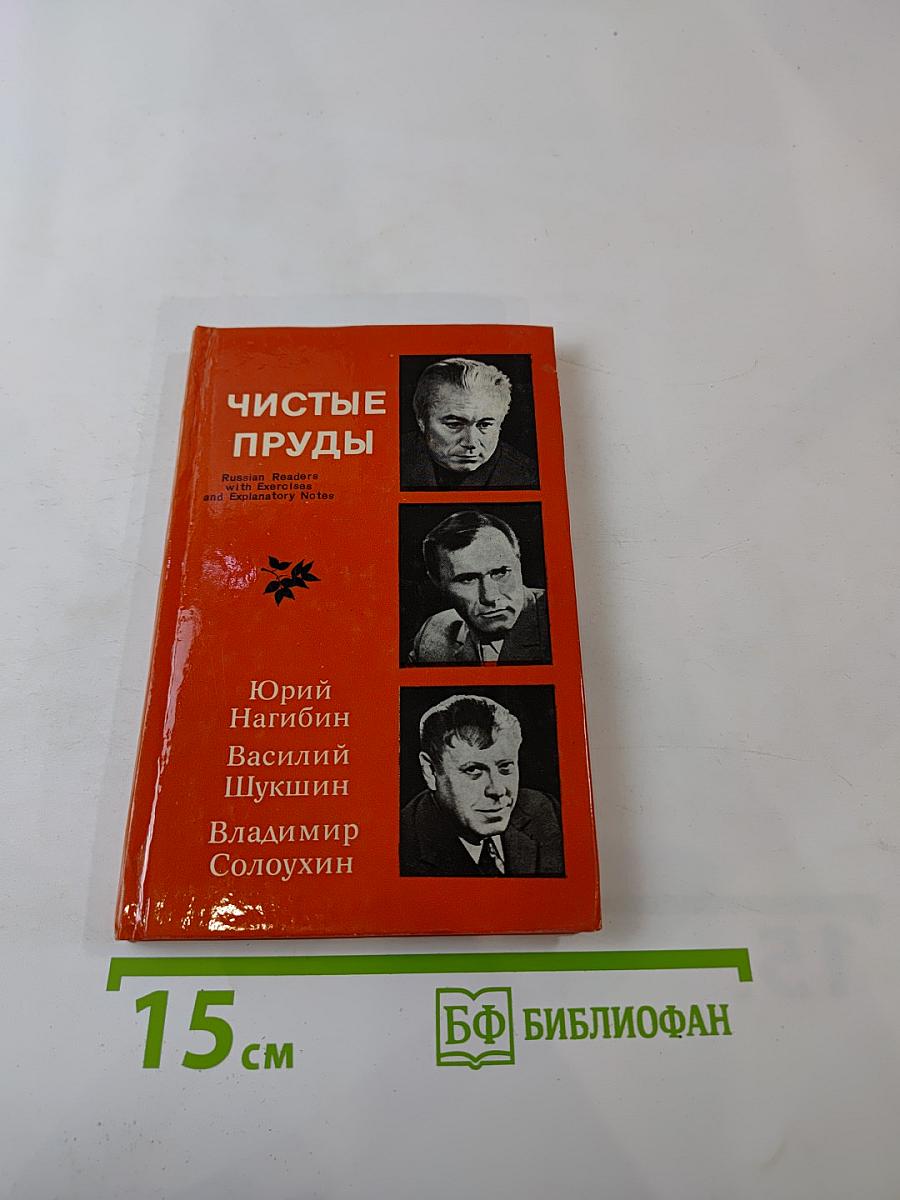 ЧИСТЫЕ
ПРУДЫ
Russian Readers
with Exercises
and Explanatory Notes
Юрий
Нагибин
Василий
Шукшин
Владимир
Солоухин
15 см
БФ БИБЛИОФАН